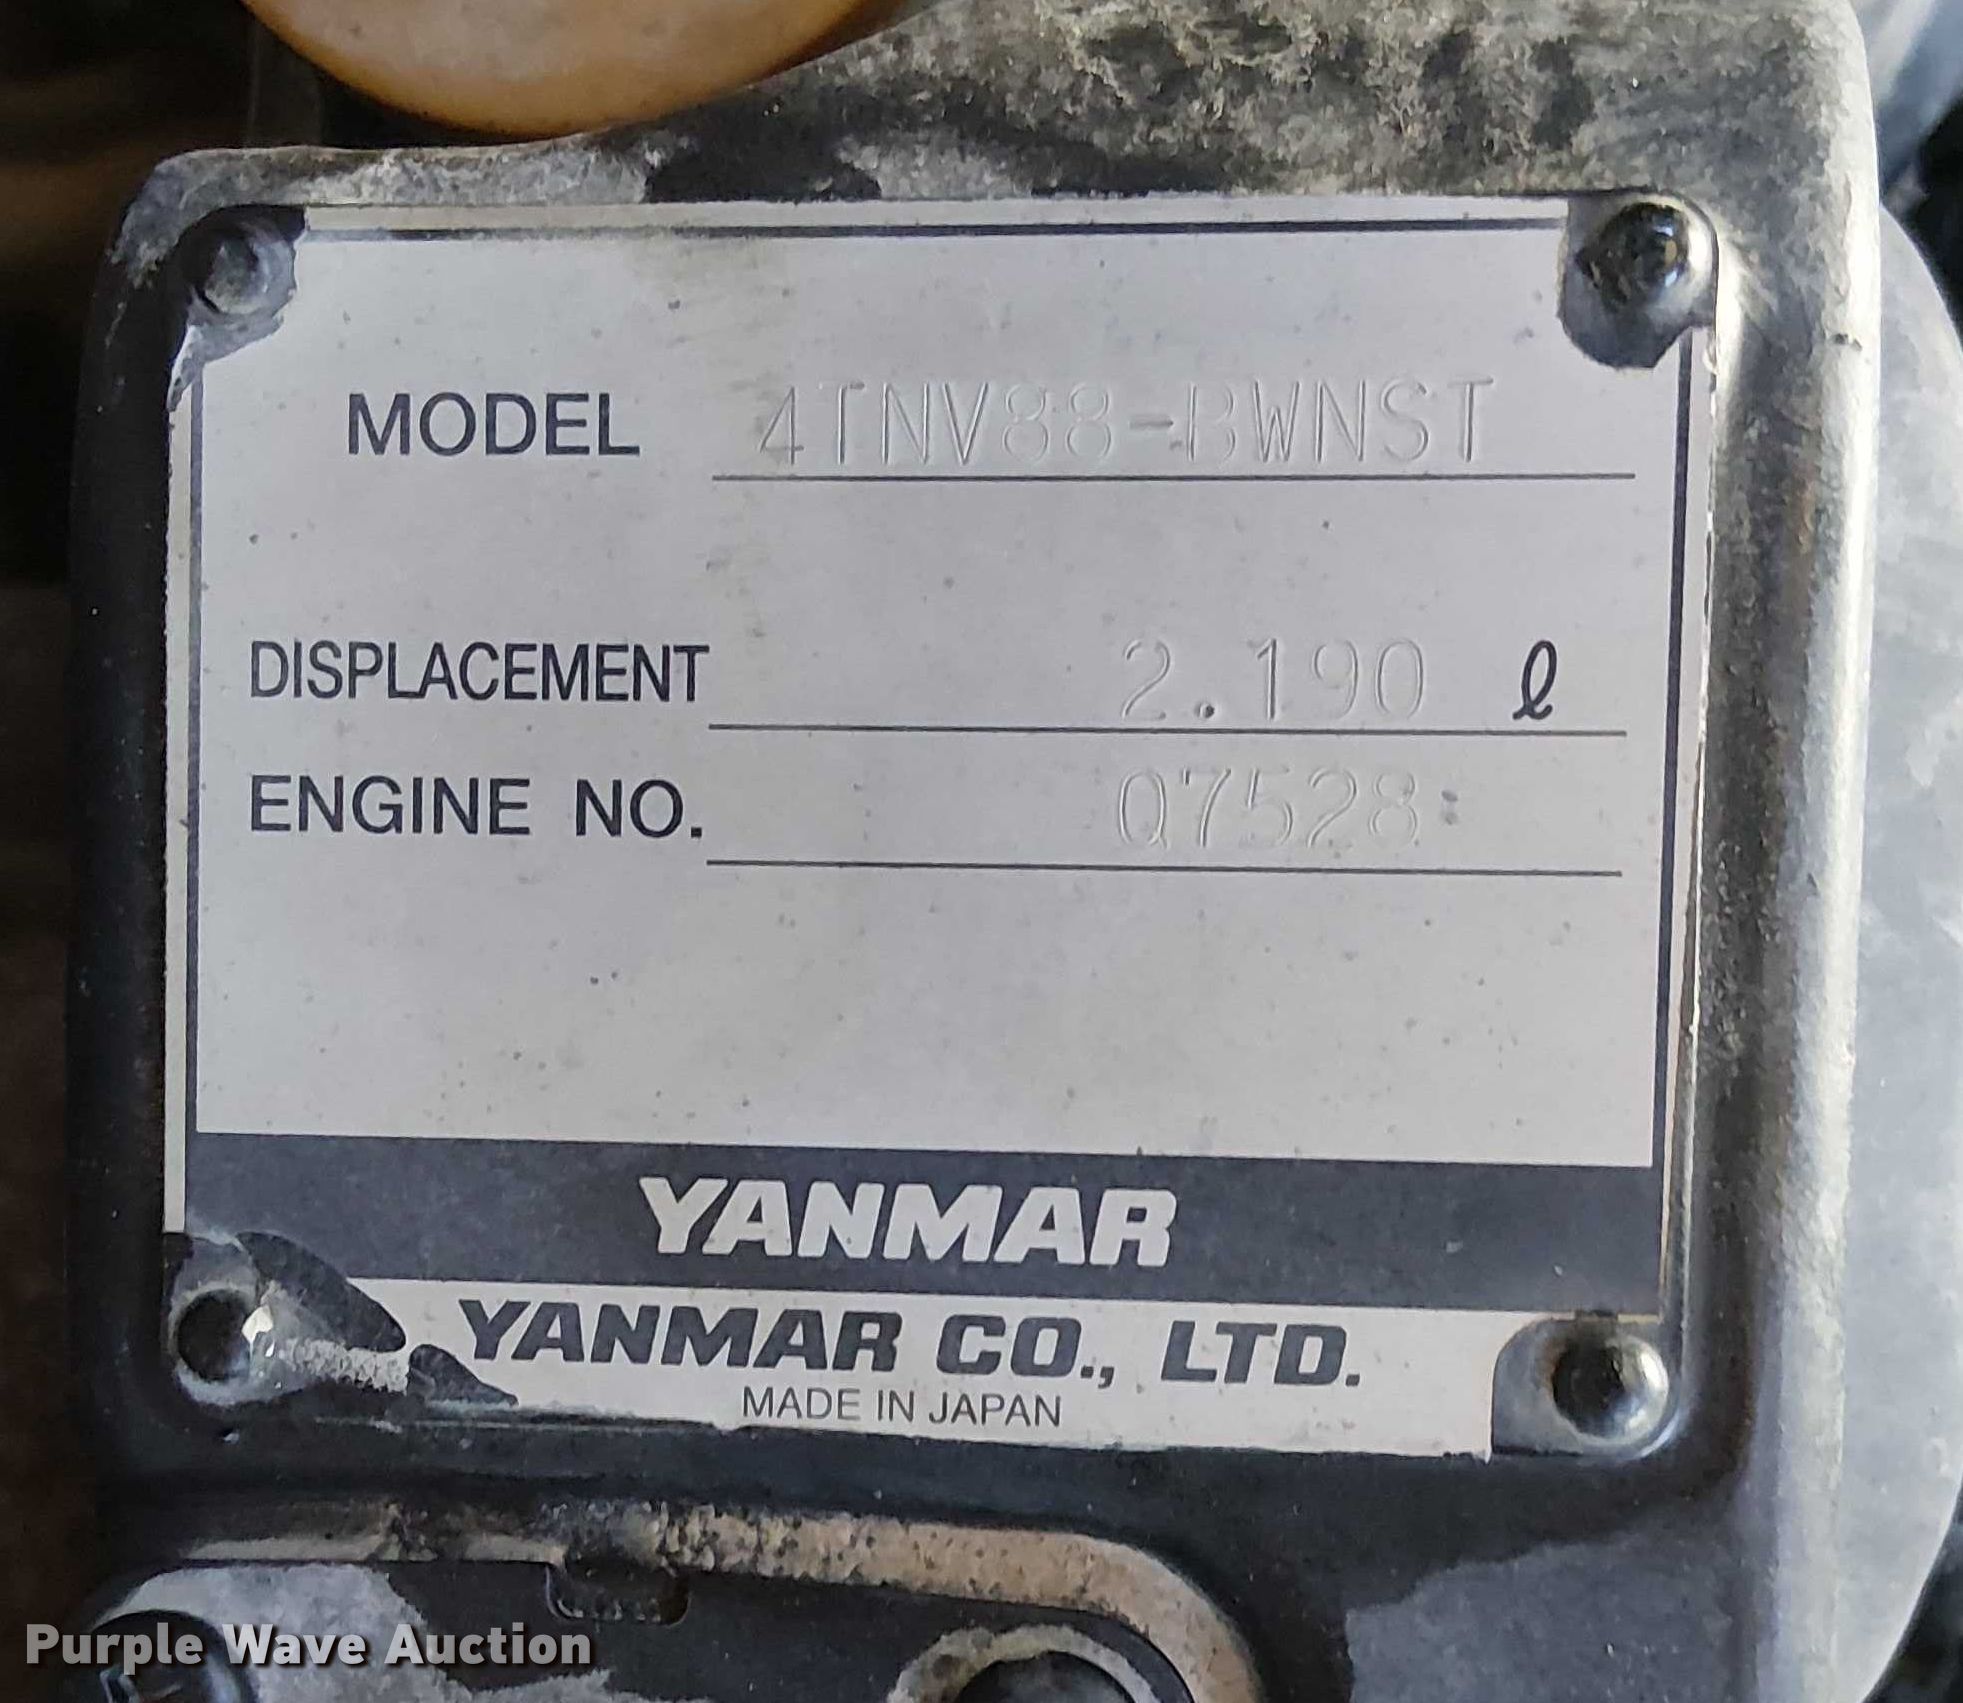 MODEL 4TNV88-BWNST
DISPLACEMENT 2.190 ℓ
ENGINE NO. Q7528
YANMAR
YANMAR CO., LTD.
MADE IN JAPAN
Purple Wave Auction